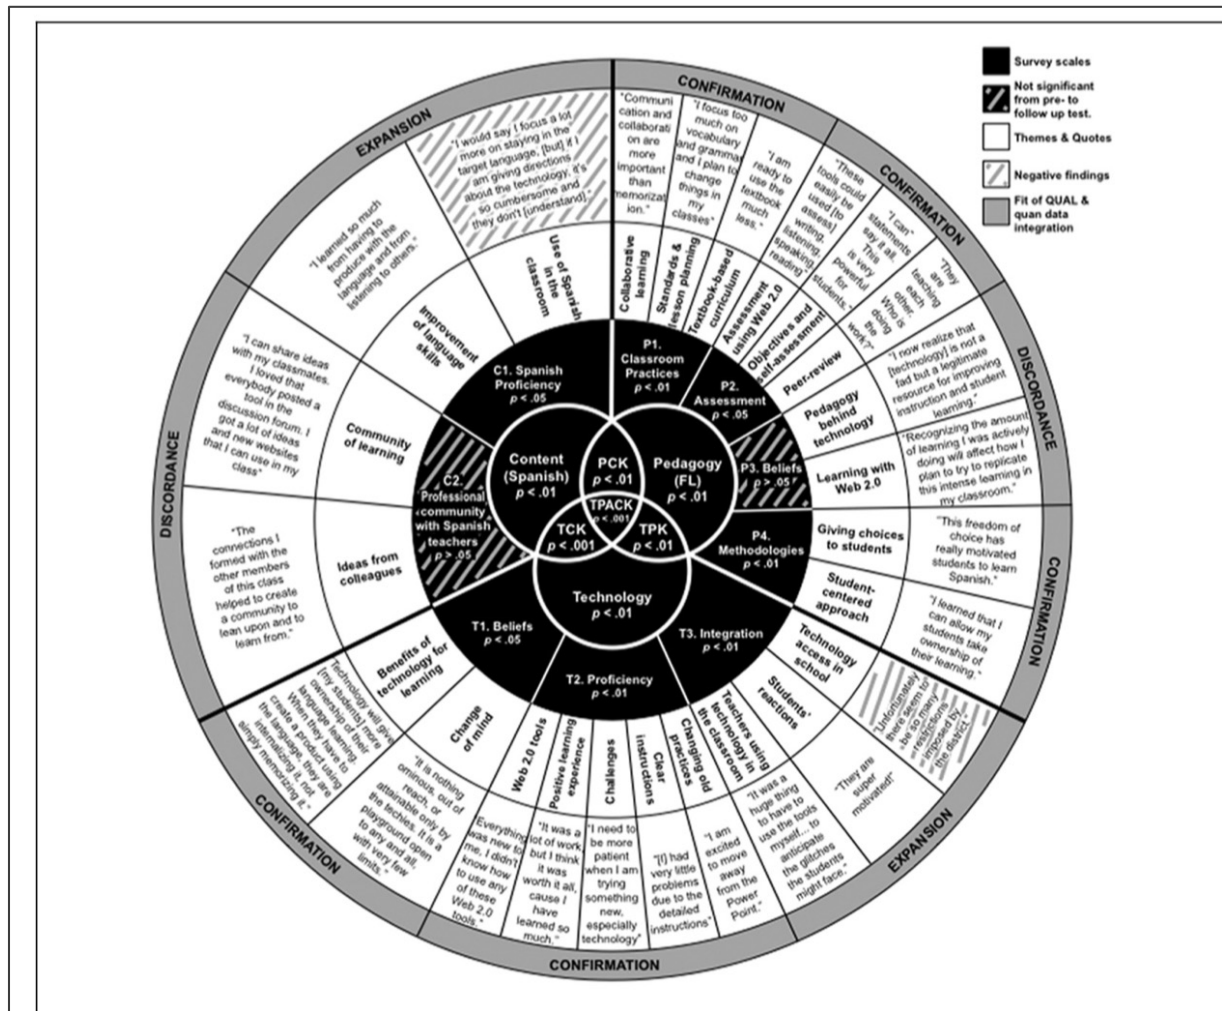 Survey scales
Not significant
from pre- to
follow up test.
Themes & Quotes
Negative findings
Fit of QUAL &
quan data
integration
EXPANSION
CONFIRMATION
CONFIRMATION
DISCORDANCE
CONFIRMATION
EXPANSION
CONFIRMATION
CONFIRMATION
DISCORDANCE
"I would say I focus a lot
more on staying in the
target language, [but] if I
am giving directions
about the technology, it's
so cumbersome and
they don't [understand]."
Use of Spanish
in the
classroom
"I learned so much
from having to
produce with the
language and from
listening to others."
Improvement
of language
skills
"I can share ideas
with my classmates.
I loved that
everybody posted a
tool in the
discussion forum. I
got a lot of ideas
and new websites
that I can use in my
class"
Community
of learning
"The
connections I
formed with the
other members
of this class
helped to create
a community to
lean upon and to
learn from."
Ideas from
colleagues
"Communi
cation and
collaborati
on are more
important
than
memorizat
ion."
Collaborative
learning
"I focus too
much on
vocabulary
and grammar
and I plan to
change
things in
my
classes"
Standards &
lesson planning
"I am
ready to
use the
textbook
much
less."
Textbook-based
curriculum
"These
tools could
easily be
used [to
assess]
writing,
listening,
speaking
reading"
Assessment
using Web 2.0
"I can"
statements
say it all.
This
is very
powerful
for
students."
Objectives and
self-assessment
"They
are
teaching
each
other.
Who is
doing
the
work?"
Peer-review
"I now realize that
[technology] is not a
fad but a legitimate
resource for improving
instruction and student
learning."
Pedagogy
behind
technology
"Recognizing the amount
of learning I was actively
doing will affect how I
plan to try to replicate
this intense learning in
my classroom."
Learning with
Web 2.0
"This freedom of
choice has
really motivated
students to learn
Spanish."
Giving choices
to students
"I learned that I
can allow my
students take
ownership of
their learning."
Student-
centered
approach
"Unfortunately
there seem to
be so many
restrictions
imposed by
the district."
Technology
access in
school
"They are
super
motivated!"
Students'
reactions
"It was a
huge thing
to have to
use the tools
myself... to
anticipate
the glitches
the students
might face."
Teachers using
technology in
the classroom
"I am
excited
to move
away
from the
Power
Point."
Changing old
practices
"[I] had
very little
problems
due to the
detailed
instructions"
Clear
instructions
"I need to
be more
patient
when I am
trying
something
new,
especially
technology"
Challenges
"It was a
lot of work,
but I think
it was
worth it all,
cause I
have
learned so
much."
Positive learning
experience
"Everything
was new to
me, I didn't
know how
to use any
of these
Web 2.0
tools."
Web 2.0 tools
"It is nothing
ominous, out of
reach, or
attainable only by
the techies. It is a
playground open
to any and all,
with very few
limits."
Change
of mind
Technology will give
[my students] more
ownership of their
language learning.
When they have to
create a product using
the language, they are
internalizing it, not
simply memorizing it."
Benefits of
technology for
learning
C1. Spanish
Proficiency
p < .05
P1.
Classroom
Practices
p < .01
P2.
Assessment
p < .05
P3. Beliefs
p > .05
P4.
Methodologies
p < .01
C2.
Professional
community
with Spanish
teachers
p > .05
T1. Beliefs
p < .05
T2. Proficiency
p < .01
T3. Integration
p < .01
Content
(Spanish)
p < .01
PCK
p < .01
Pedagogy
(FL)
p < .01
TPACK
p < .001
TCK
p < .001
TPK
p < .01
Technology
p < .01